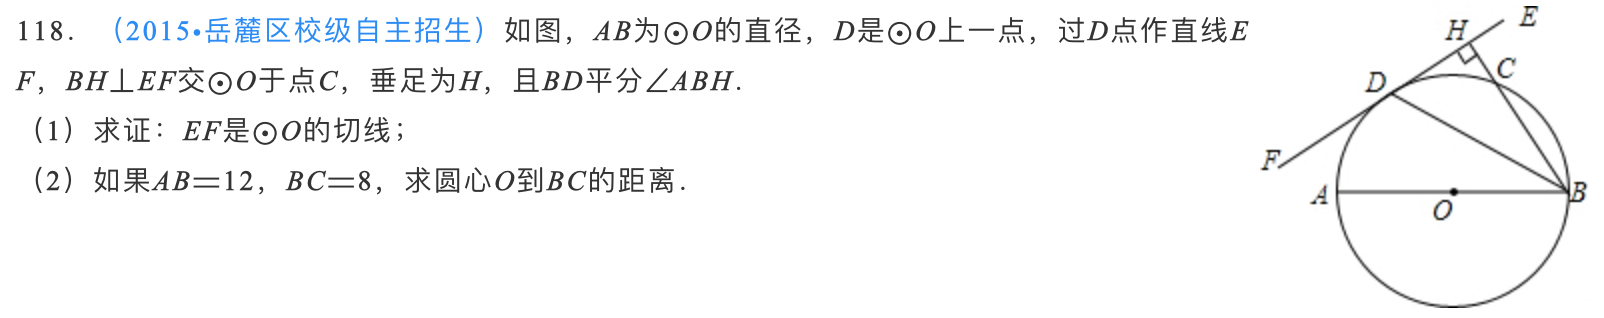 118. （2015•岳麓区校级自主招生）如图，AB为⊙O的直径，D是⊙O上一点，过D点作直线E
F，BH⊥EF交⊙O于点C，垂足为H，且BD平分∠ABH．
（1）求证：EF是⊙O的切线；
（2）如果AB＝12，BC＝8，求圆心O到BC的距离．
E
H
C
D
F
A
O
B